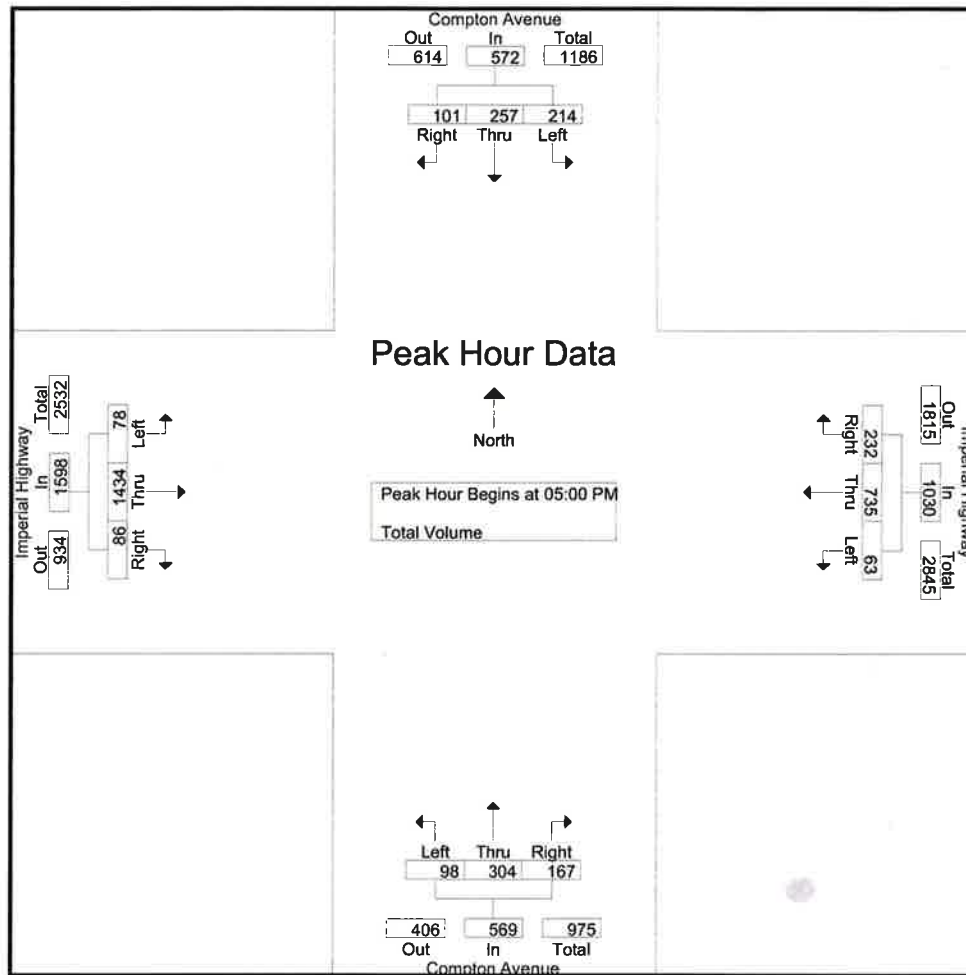 Compton Avenue
Out In Total
614 572 1186
101 257 214
Right Thru Left
Peak Hour Data
North
Peak Hour Begins at 05:00 PM
Total Volume
Imperial Highway
Total In Out
2532 1598 934
78 1434 86
Left Thru Right
Imperial Highway
Out In Total
1815 1030 2845
232 735 63
Right Thru Left
Left Thru Right
98 304 167
406 569 975
Out In Total
Compton Avenue